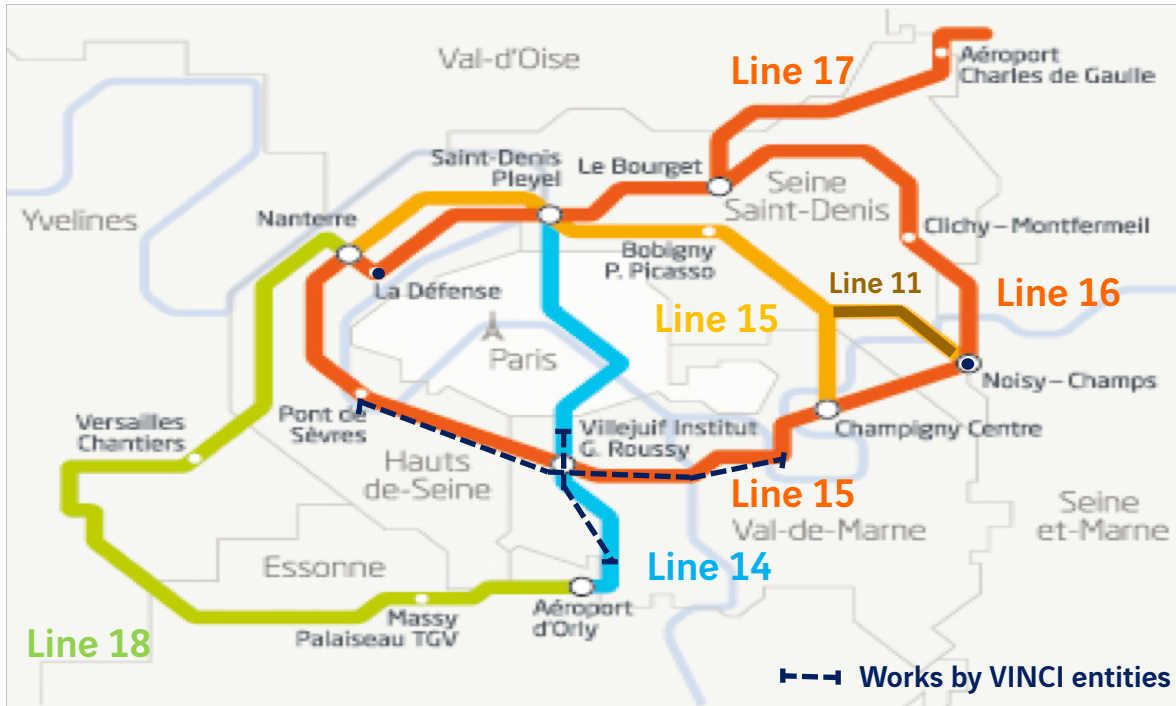 Val-d'Oise
Line 17
Aéroport
Charles de Gaulle
Saint-Denis
Pleyel
Le Bourget
Seine
Saint-Denis
Yvelines
Nanterre
Clichy – Montfermeil
Bobigny
P. Picasso
La Défense
Line 11
Line 16
Line 15
Paris
Noisy – Champs
Pont de
Sèvres
Versailles
Chantiers
Villejuif Institut
G. Roussy
Champigny Centre
Hauts
de-Seine
Line 15
Seine
et-Marne
Val-de-Marne
Essonne
Line 14
Aéroport
d'Orly
Massy
Palaiseau TGV
Line 18
Works by VINCI entities